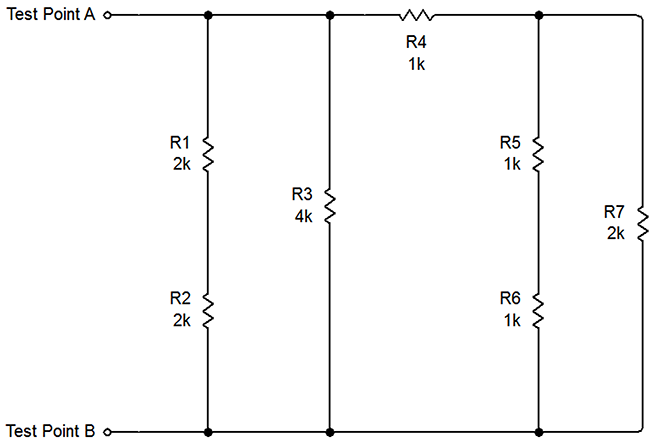 Test Point A
R4
1k
R1
2k
R5
1k
R3
4k
R7
2k
R2
2k
R6
1k
Test Point B